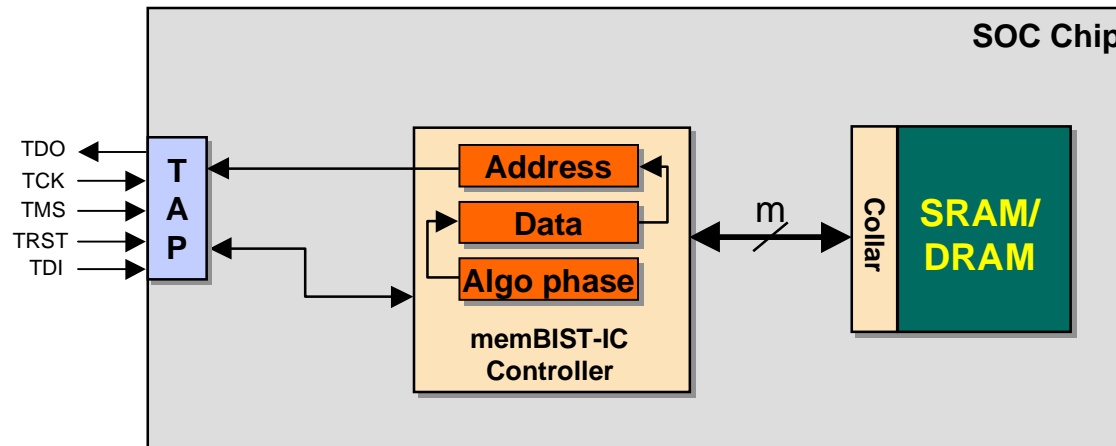 SOC Chip
TDO
TCK
TMS
TRST
TDI
T
A
P
Address
Data
Algo phase
memBIST-IC
Controller
m
Collar
SRAM/
DRAM